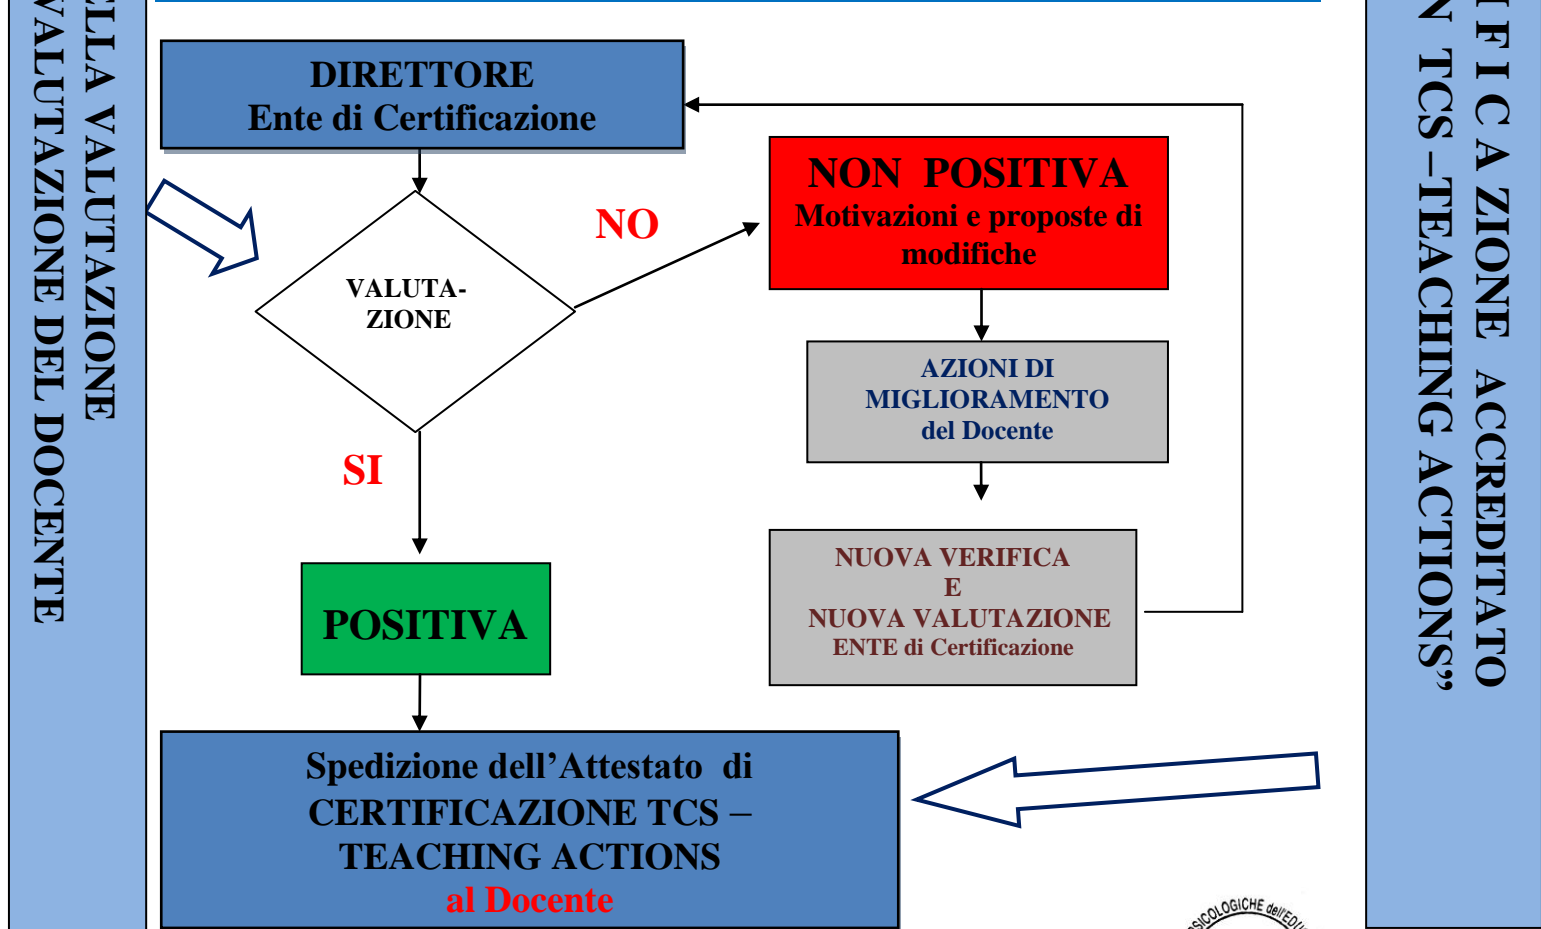 ELLA VALUTAZIONE
VALUTAZIONE DEL DOCENTE
DIRETTORE
Ente di Certificazione
VALUTA-
ZIONE
NO
SI
NON POSITIVA
Motivazioni e proposte di
modifiche
AZIONI DI
MIGLIORAMENTO
del Docente
NUOVA VERIFICA
E
NUOVA VALUTAZIONE
ENTE di Certificazione
POSITIVA
Spedizione dell’Attestato di
CERTIFICAZIONE TCS –
TEACHING ACTIONS
al Docente
I F I C A ZIONE ACCREDITATO
N TCS –TEACHING ACTIONS”